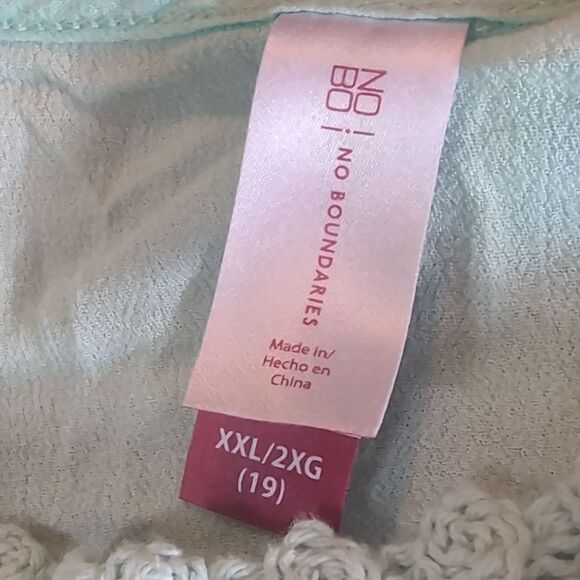 NO
BO
NO BOUNDARIES
Made in/
Hecho en
China
XXL/2XG
(19)